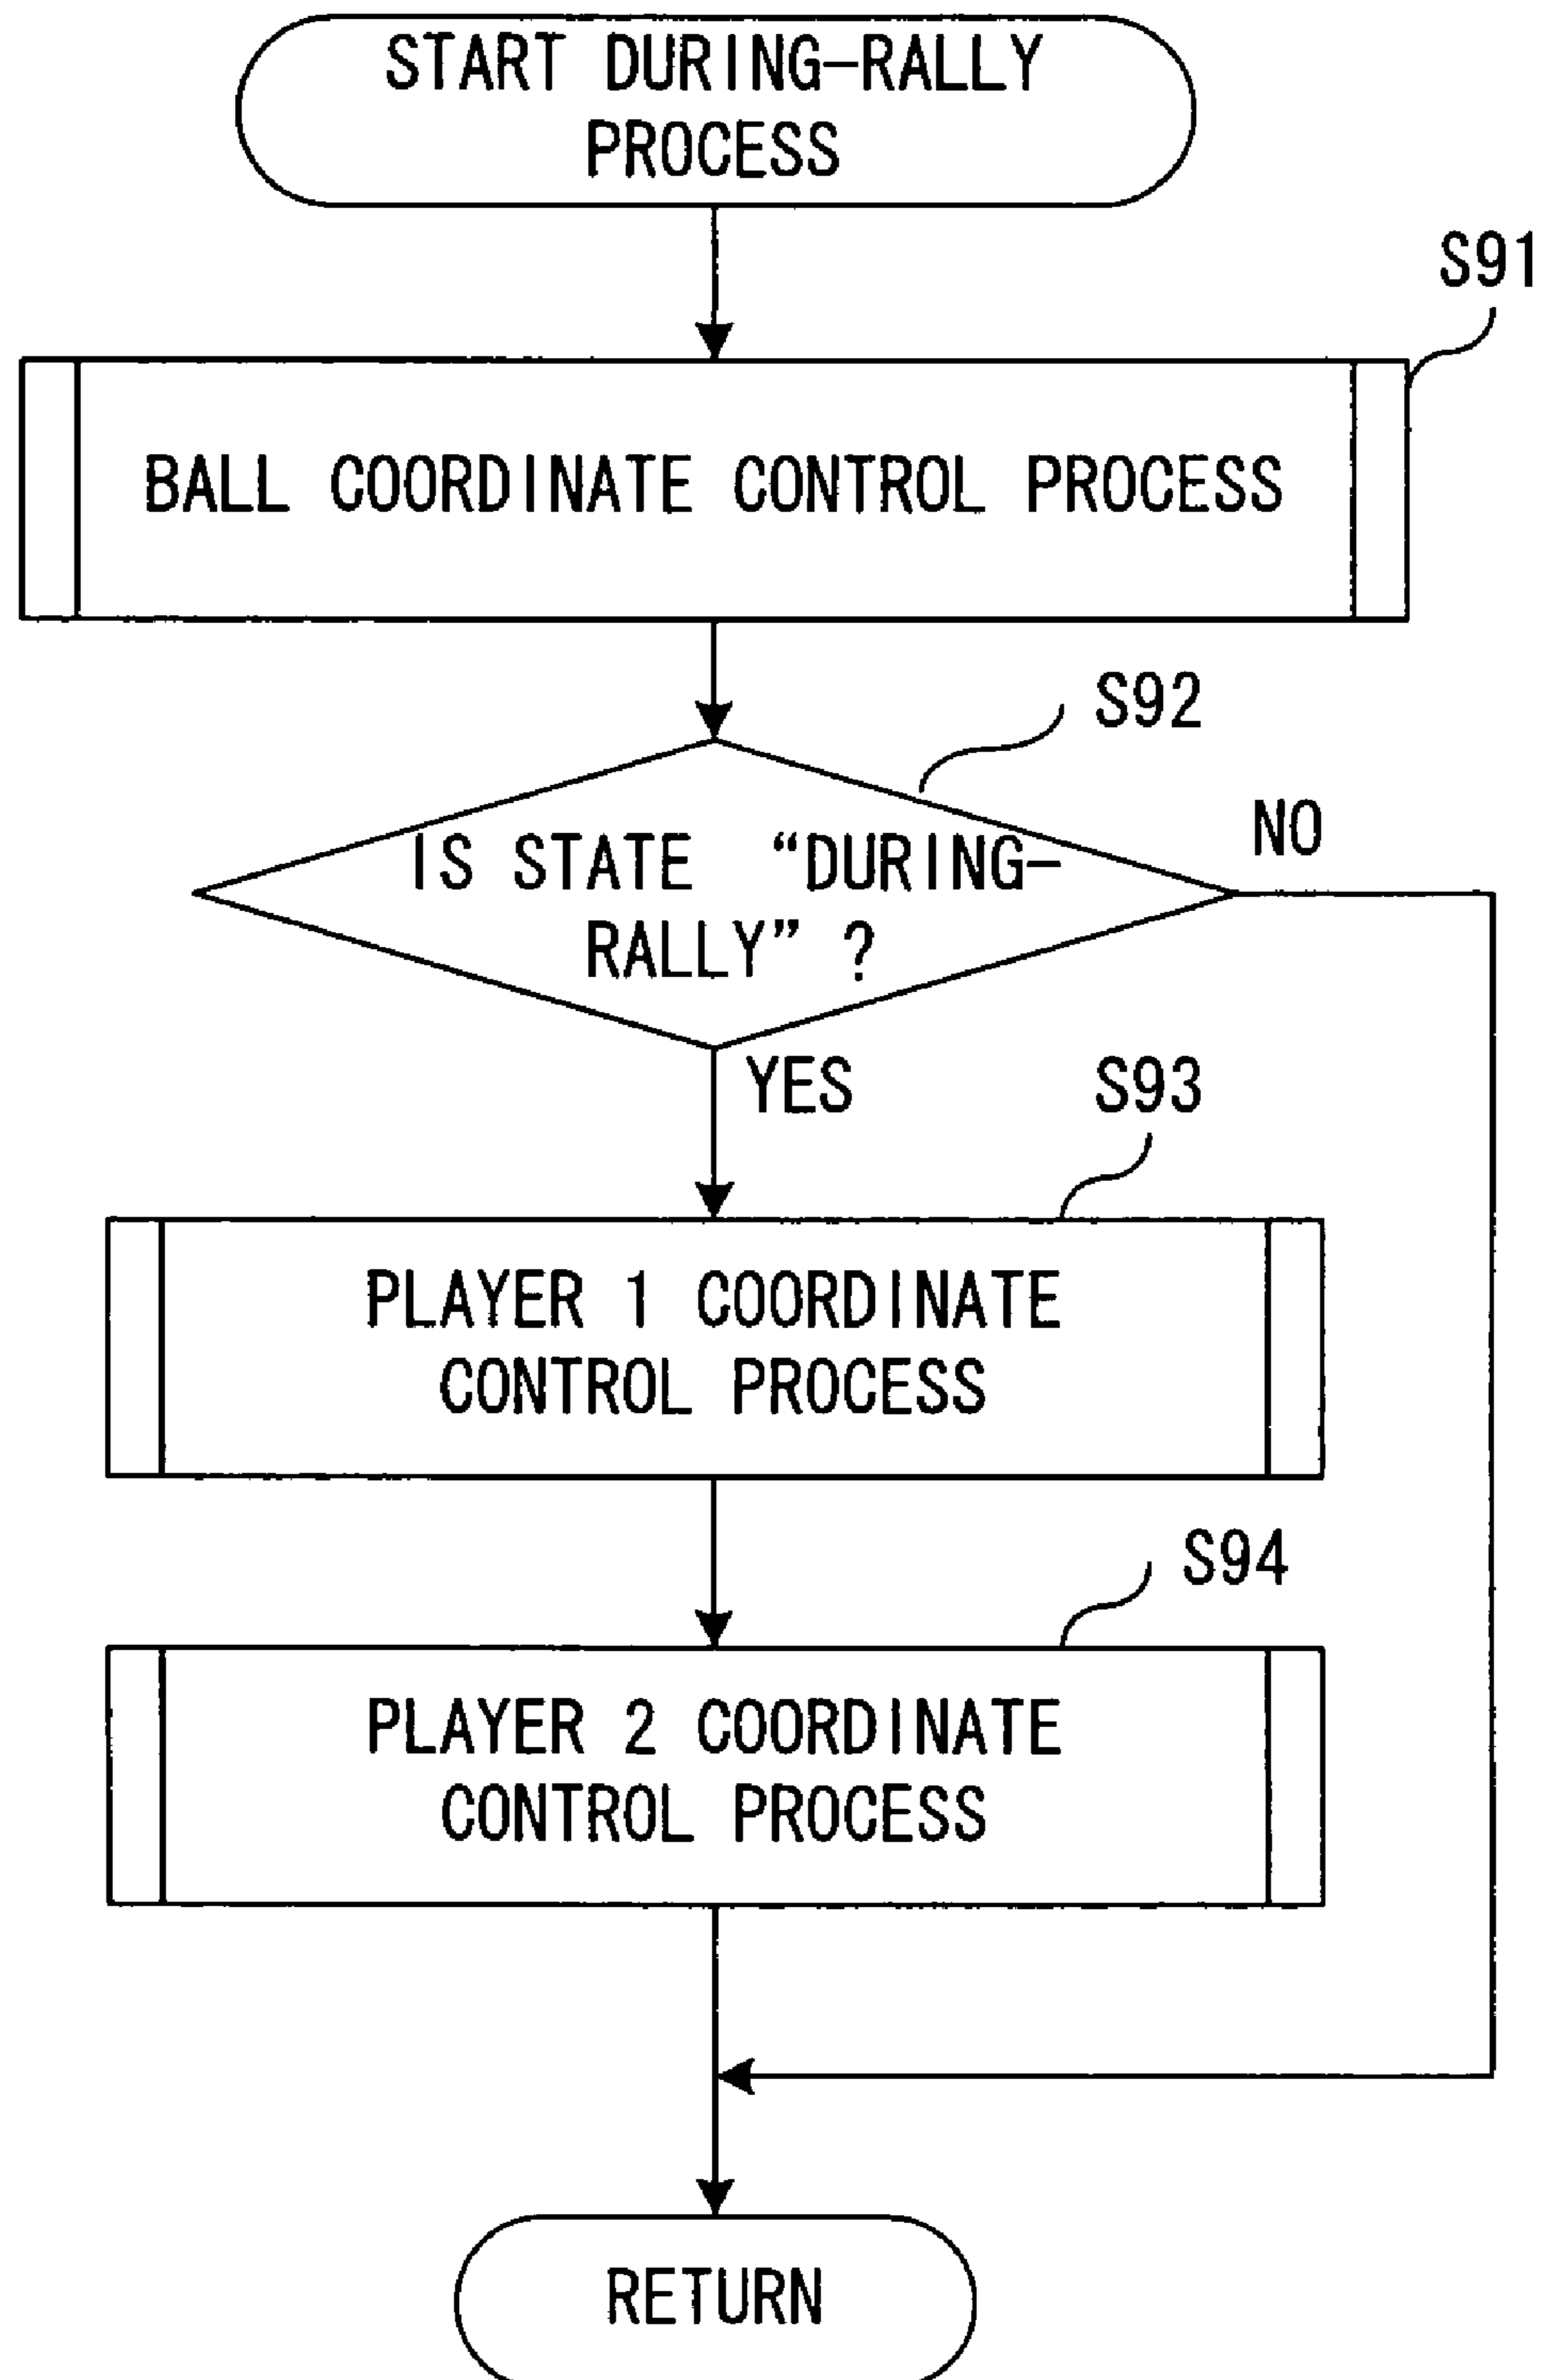 START DURING-RALLY
PROCESS
S91
BALL COORDINATE CONTROL PROCESS
S92
IS STATE “DURING-
RALLY” ?
NO
YES
S93
PLAYER 1 COORDINATE
CONTROL PROCESS
S94
PLAYER 2 COORDINATE
CONTROL PROCESS
RETURN